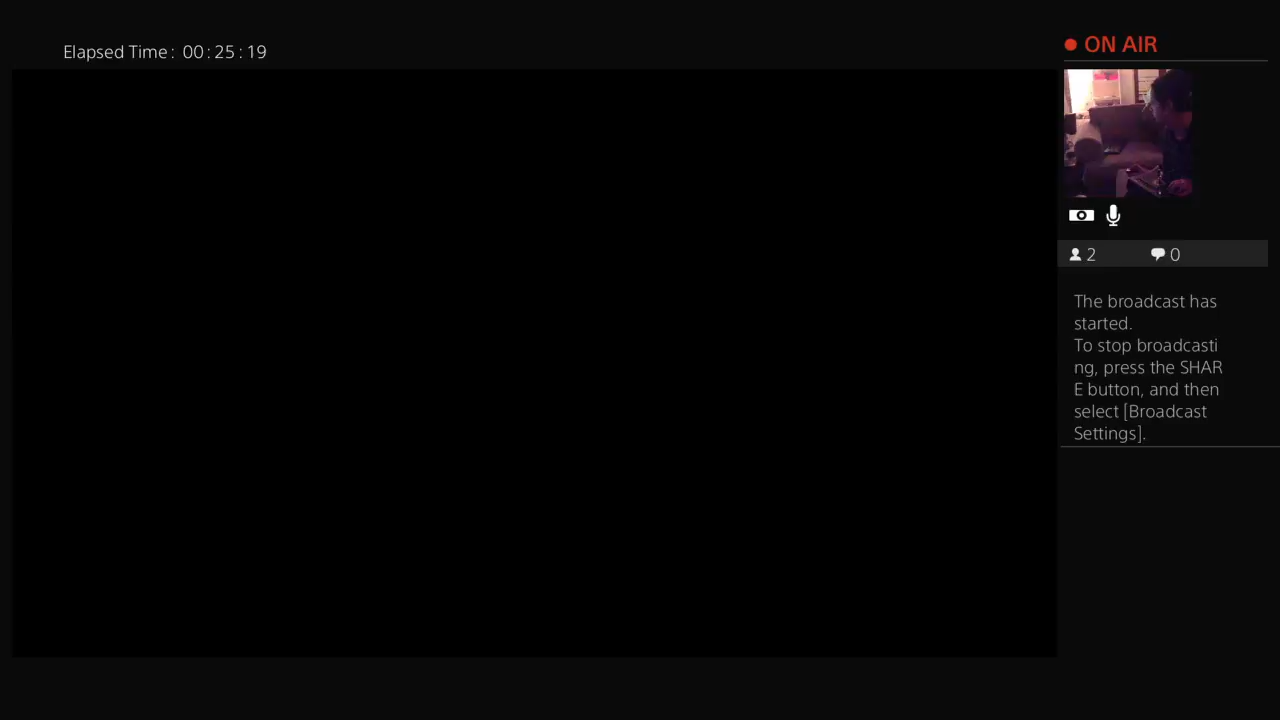 Elapsed Time: 00:25:19
ON AIR
2 0
The broadcast has
started.
To stop broadcasti
ng, press the SHAR
E button, and then
select [Broadcast
Settings].